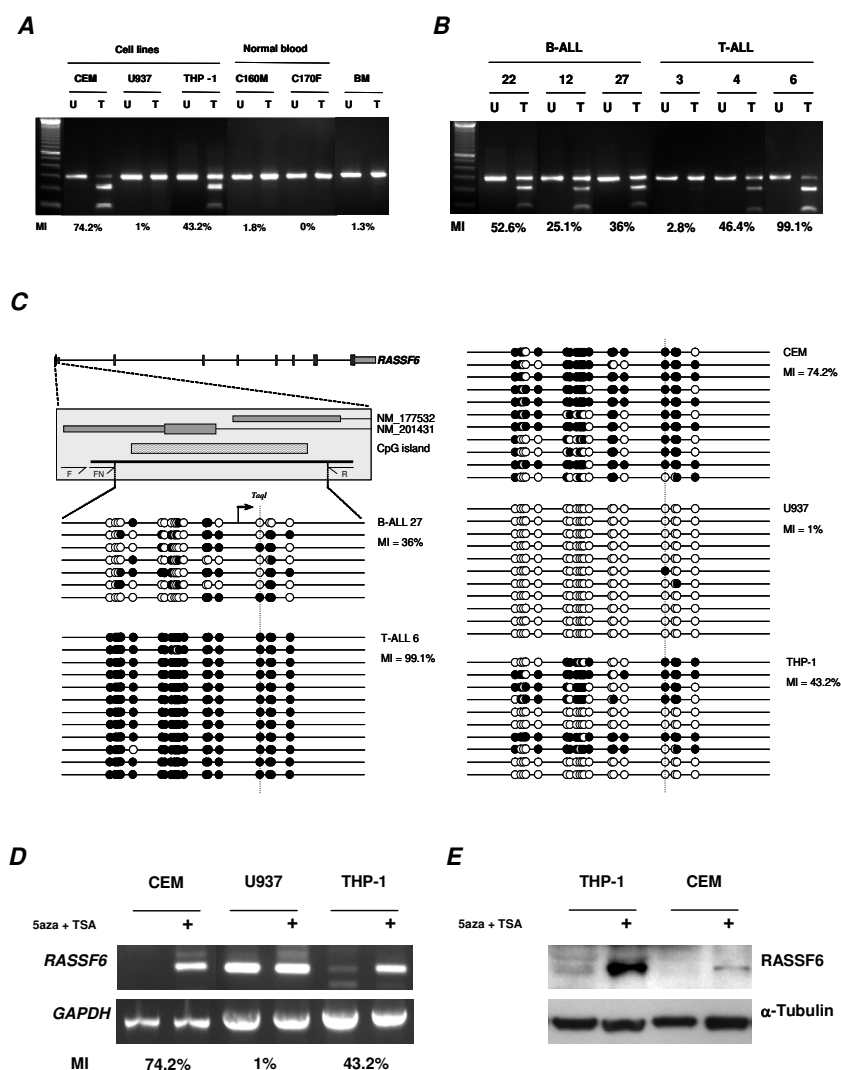 A
Cell lines Normal blood
CEM U937 THP -1 C160M C170F BM
U T U T U T U T U T U T
MI 74.2% 1% 43.2% 1.8% 0% 1.3%
B
B-ALL T-ALL
22 12 27 3 4 6
U T U T U T U T U T U T
MI 52.6% 25.1% 36% 2.8% 46.4% 99.1%
C
RASSF6
NM_177532
NM_201431
CpG island
F FN R
TaqI
B-ALL 27
MI = 36%
T-ALL 6
MI = 99.1%
CEM
MI = 74.2%
U937
MI = 1%
THP-1
MI = 43.2%
D
CEM U937 THP-1
5aza + TSA + + +
RASSF6
GAPDH
MI 74.2% 1% 43.2%
E
THP-1 CEM
5aza + TSA + +
RASSF6
α-Tubulin